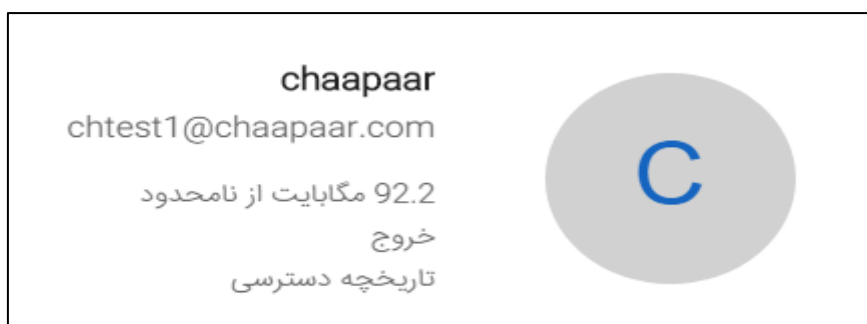 chaapaar
chtest1@chaapaar.com
92.2 مگابایت از نامحدود
خروج
تاریخچه دسترسی
C